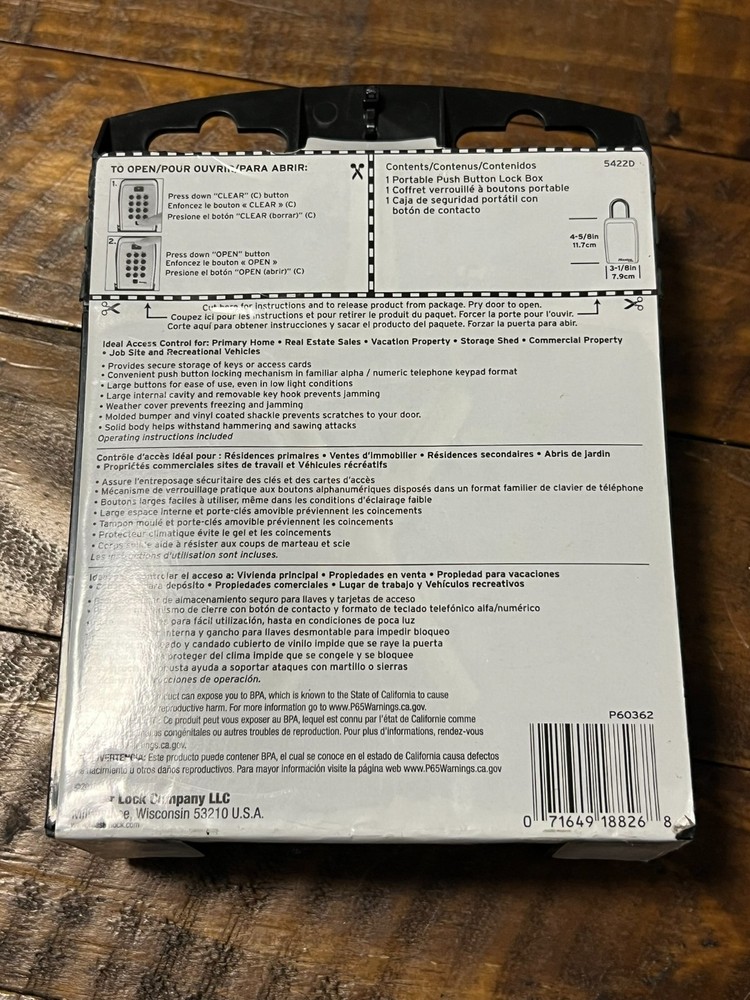 TO OPEN/POUR OUVRIR/PARA ABRIR:
1.
Press down "CLEAR" (C) button
Enfoncez le bouton « CLEAR » (C)
Presione el botón "CLEAR (borrar)" (C)
2.
Press down "OPEN" button
Enfoncez le bouton « OPEN »
Presione el botón "OPEN (abrir)" (C)
Contents/Contenus/Contenidos
5422D
1 Portable Push Button Lock Box
1 Coffret verrouillé à boutons portable
1 Caja de seguridad portátil con
botón de contacto
4-5/8in
11.7cm
3-1/8in
7.9cm
for instructions and to release product from package. Pry door to open.
Coupez ici pour les instructions et pour retirer le produit du paquet. Forcer la porte pour l'ouvrir.
Corte aquí para obtener instrucciones y sacar el producto del paquete. Forzar la puerta para abrir.
Ideal Access Control for: Primary Home • Real Estate Sales • Vacation Property • Storage Shed • Commercial Property
• Job Site and Recreational Vehicles
• Provides secure storage of keys or access cards
• Convenient push button locking mechanism in familiar alpha / numeric telephone keypad format
• Large buttons for ease of use, even in low light conditions
• Large internal cavity and removable key hook prevents jamming
• Weather cover prevents freezing and jamming
• Molded bumper and vinyl coated shackle prevents scratches to your door.
• Solid body helps withstand hammering and sawing attacks
Operating instructions included
Contrôle d'accès idéal pour : Résidences primaires • Ventes d'immobilier • Résidences secondaires • Abris de jardin
• Propriétés commerciales sites de travail et Véhicules récréatifs
• Assure l'entreposage sécuritaire des clés et des cartes d'accès
• Mécanisme de verrouillage pratique aux boutons alphanumériques disposés dans un format familier de clavier de téléphone
• Boutons larges faciles à utiliser, même dans les conditions d'éclairage faible
• Large espace interne et porte-clés amovible préviennent les coincements
• Tampon moulé et porte-clés amovible préviennent les coincements
• Protecteur climatique évite le gel et les coincements
• Corps solide aide à résister aux coups de marteau et scie
Les d'utilisation sont incluses.
el acceso a: Vivienda principal • Propiedades en venta • Propiedad para vacaciones
depósito • Propiedades comerciales • Lugar de trabajo y Vehículos recreativos
de almacenamiento seguro para llaves y tarjetas de acceso
de cierre con botón de contacto y formato de teclado telefónico alfa/numérico
para fácil utilización, hasta en condiciones de poca luz
interna y gancho para llaves desmontable para impedir bloqueo
y candado cubierto de vinilo impide que se raye la puerta
proteger del clima impide que se congele y se bloquee
ayuda a soportar ataques con martillo o sierras
de operación.
can expose you to BPA, which is known to the State of California to cause
reproductive harm. For more information go to www.P65Warnings.ca.gov.
Ce produit peut vous exposer au BPA, lequel est connu par l'état de Californie comme
congénitales ou autres troubles de reproduction. Pour plus d'informations, rendez-vous
Este producto puede contener BPA, el cual se conoce en el estado de California causa defectos
nacimiento u otros daños reproductivos. Para mayor información visite la página web www.P65Warnings.ca.gov
P60362
Lock Company LLC
Wisconsin 53210 U.S.A.
0 71649 18826 8